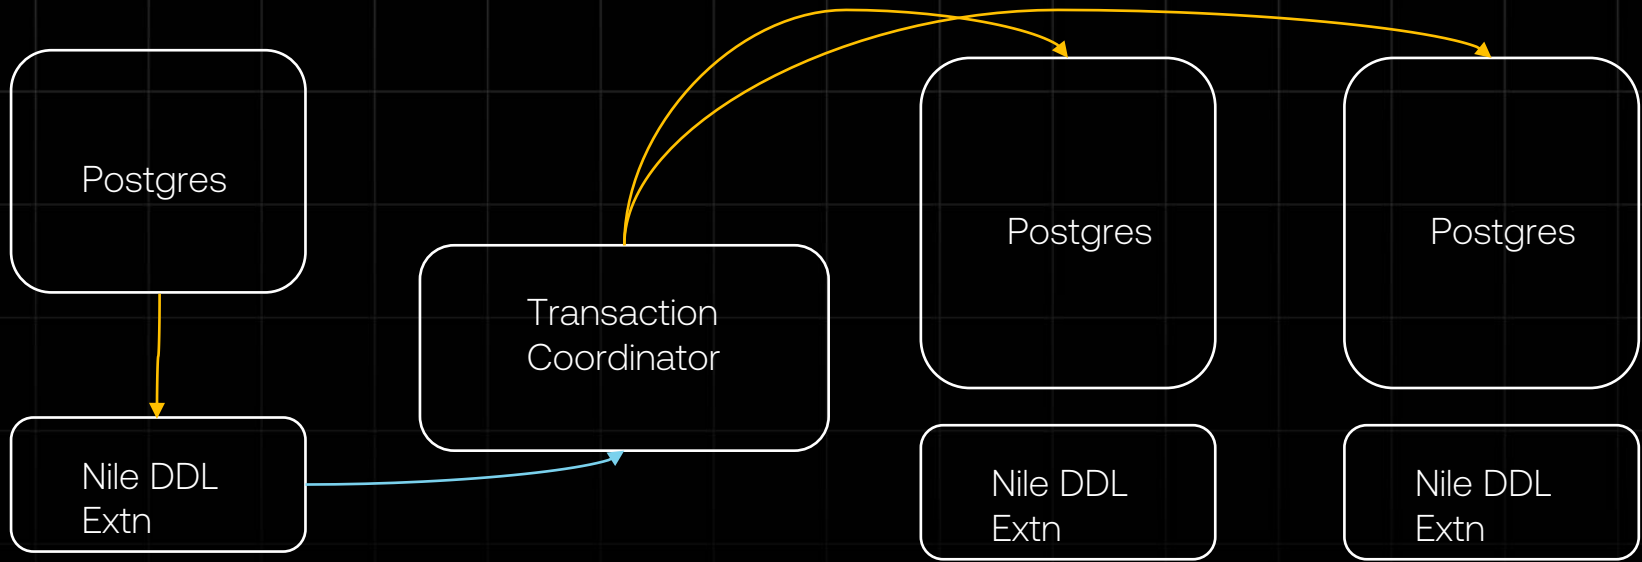 Postgres
Nile DDL
Extn
Transaction
Coordinator
Postgres
Nile DDL
Extn
Postgres
Nile DDL
Extn